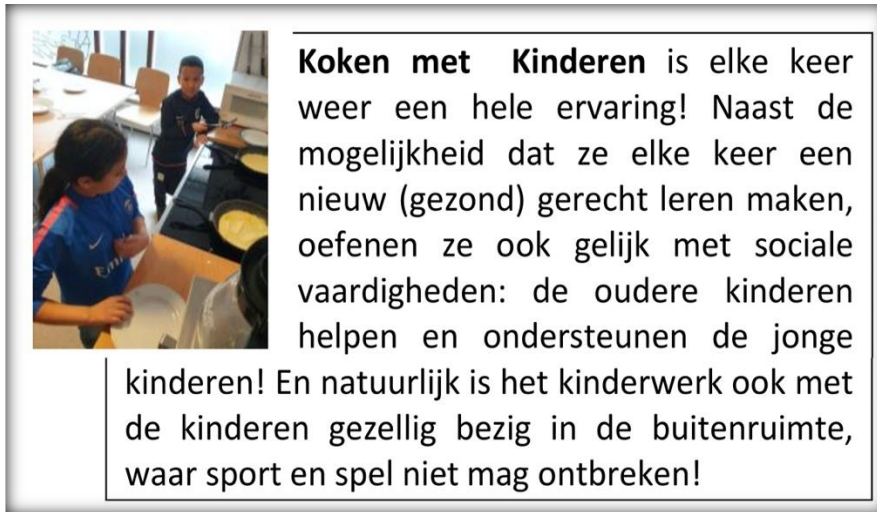 Koken met Kinderen is elke keer
weer een hele ervaring! Naast de
mogelijkheid dat ze elke keer een
nieuw (gezond) gerecht leren maken,
oefenen ze ook gelijk met sociale
vaardigheden: de oudere kinderen
helpen en ondersteunen de jonge
kinderen! En natuurlijk is het kinderwerk ook met
de kinderen gezellig bezig in de buitenruimte,
waar sport en spel niet mag ontbreken!